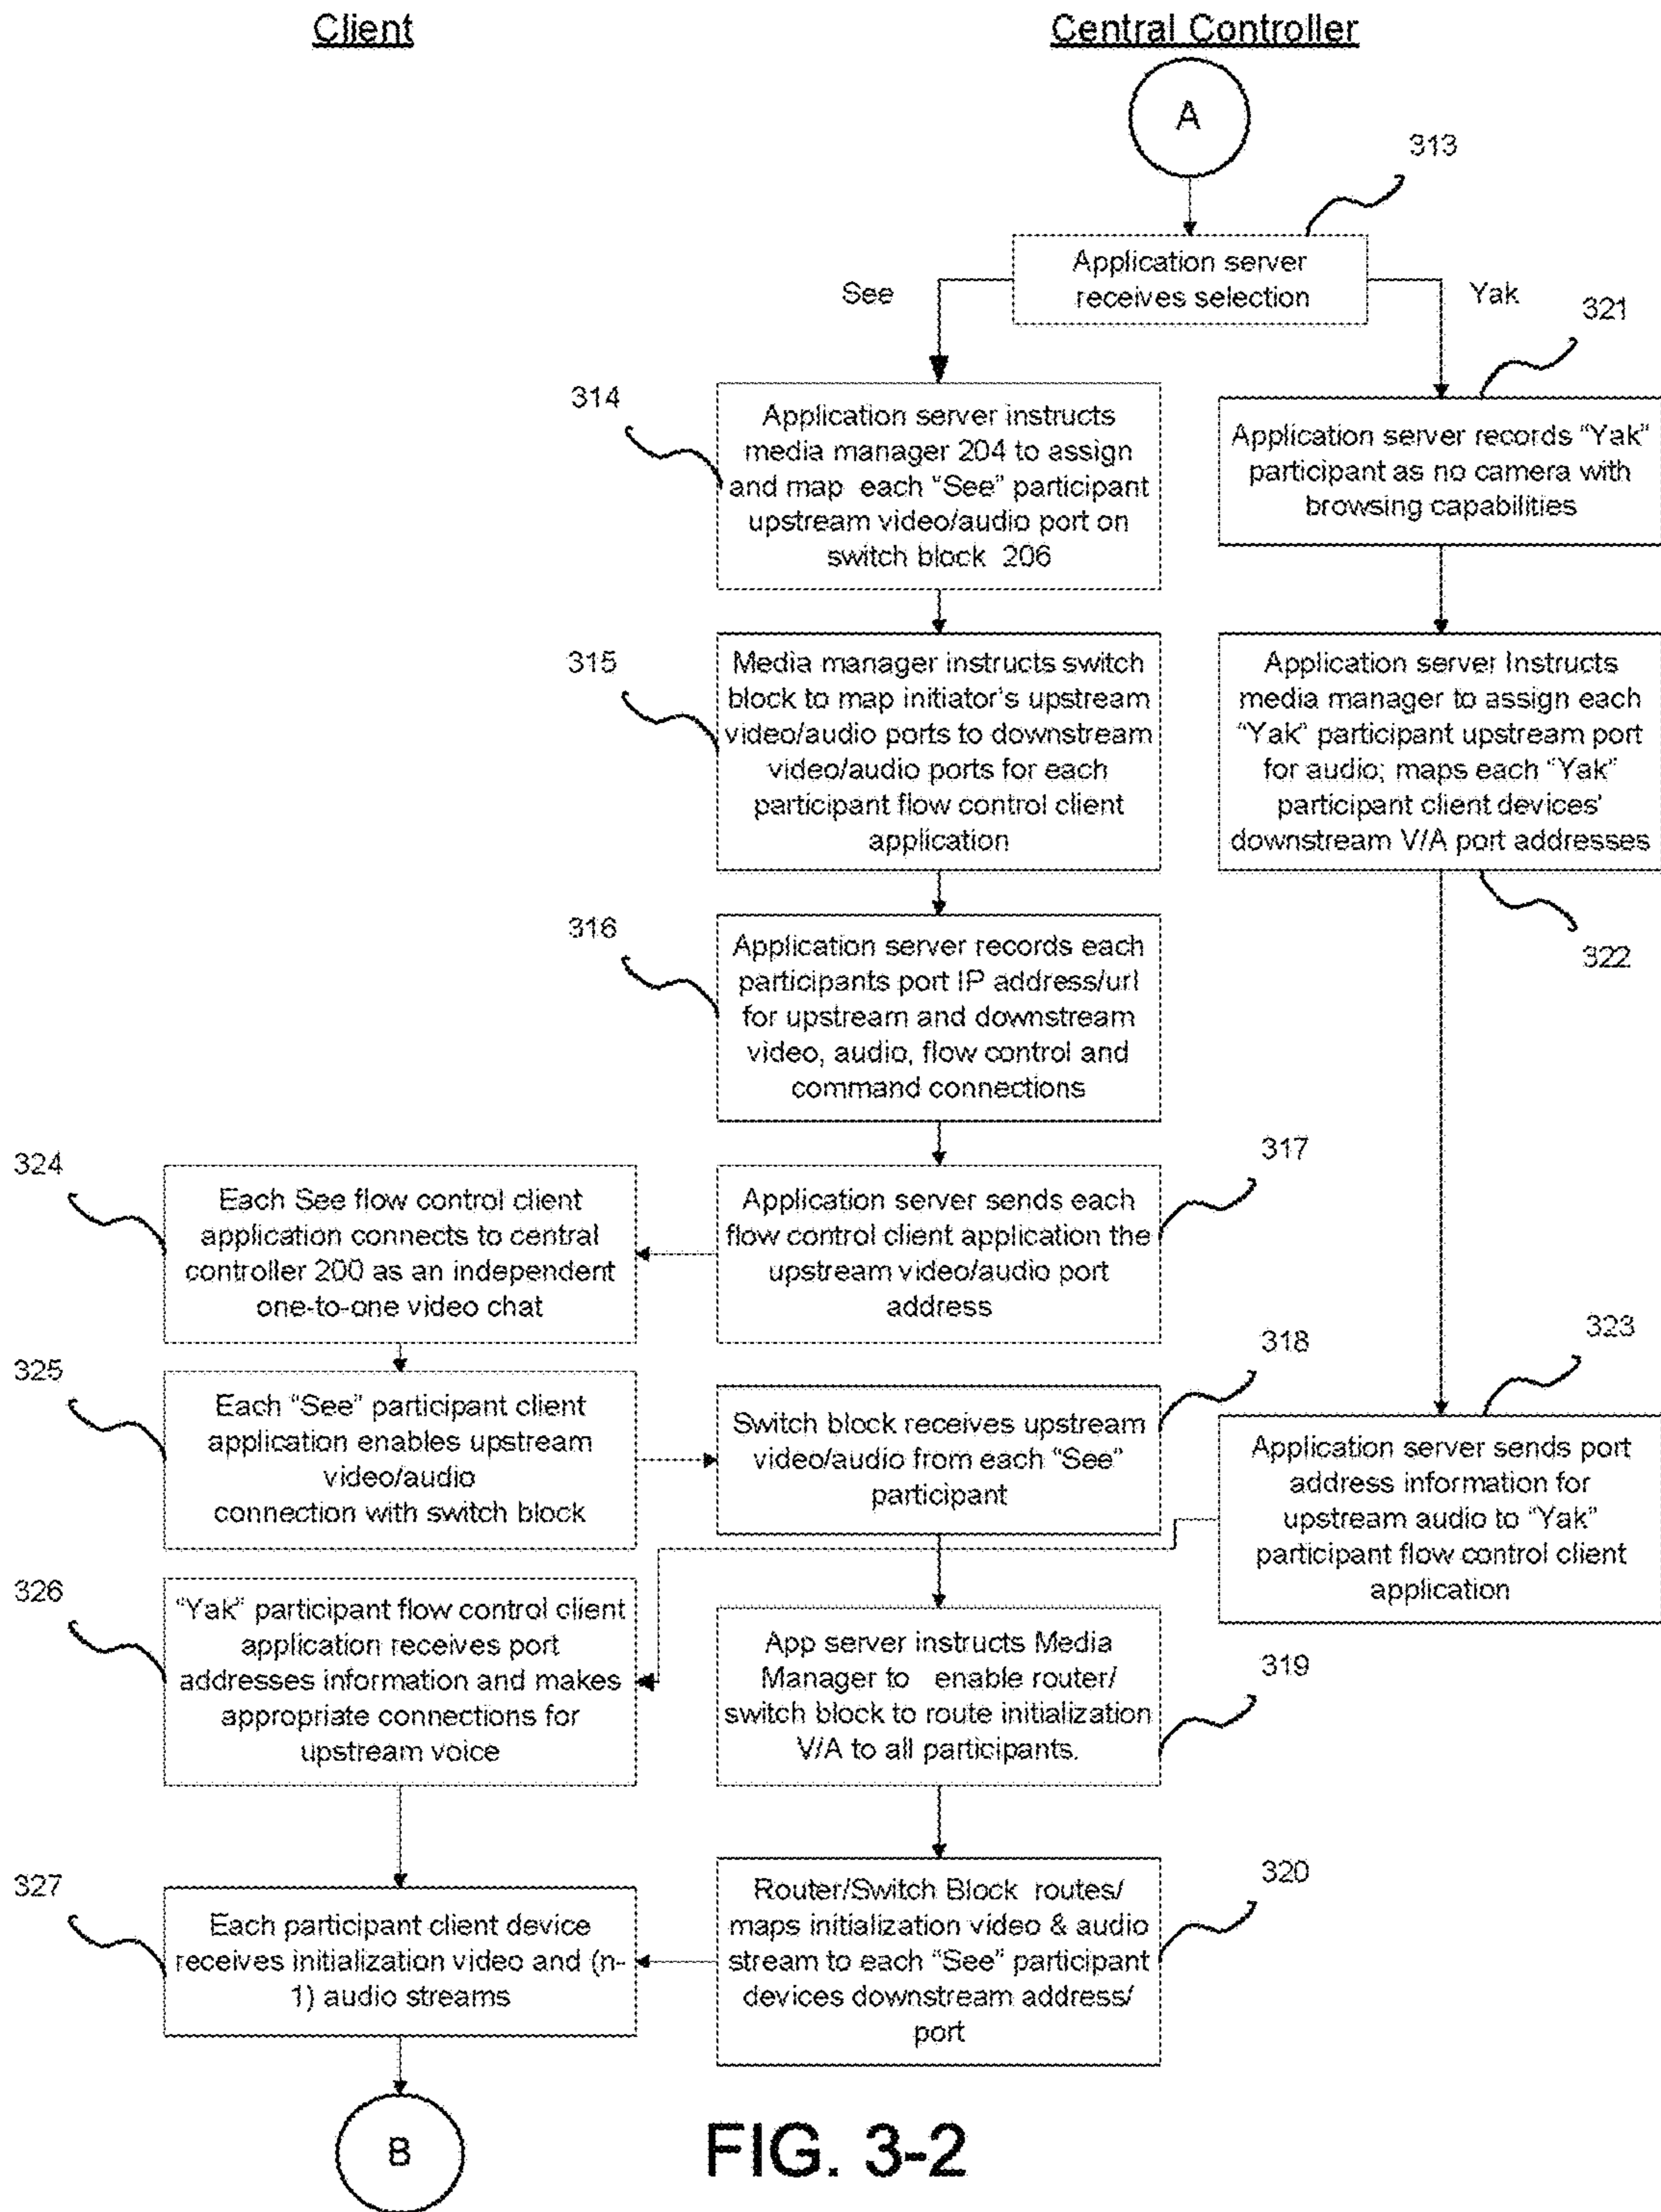 Client
Central Controller
A
313
Application server
receives selection
See
Yak
321
314
Application server instructs
media manager 204 to assign
and map each “See” participant
upstream video/audio port on
switch block 206
Application server records “Yak”
participant as no camera with
browsing capabilities
315
Media manager instructs switch
block to map initiator’s upstream
video/audio ports to downstream
video/audio ports for each
participant flow control client
application
Application server Instructs
media manager to assign each
“Yak” participant upstream port
for audio; maps each “Yak”
participant client devices’
downstream V/A port addresses
322
316
Application server records each
participants port IP address/url
for upstream and downstream
video, audio, flow control and
command connections
324
Each See flow control client
application connects to central
controller 200 as an independent
one-to-one video chat
317
Application server sends each
flow control client application the
upstream video/audio port
address
325
Each “See” participant client
application enables upstream
video/audio
connection with switch block
318
Switch block receives upstream
video/audio from each “See”
participant
323
Application server sends port
address information for
upstream audio to “Yak”
participant flow control client
application
326
“Yak” participant flow control client
application receives port
addresses information and makes
appropriate connections for
upstream voice
App server instructs Media
Manager to enable router/
switch block to route initialization
V/A to all participants.
319
327
Each participant client device
receives initialization video and (n-
1) audio streams
Router/Switch Block routes/
maps initialization video & audio
stream to each “See” participant
devices downstream address/
port
320
B
FIG. 3-2